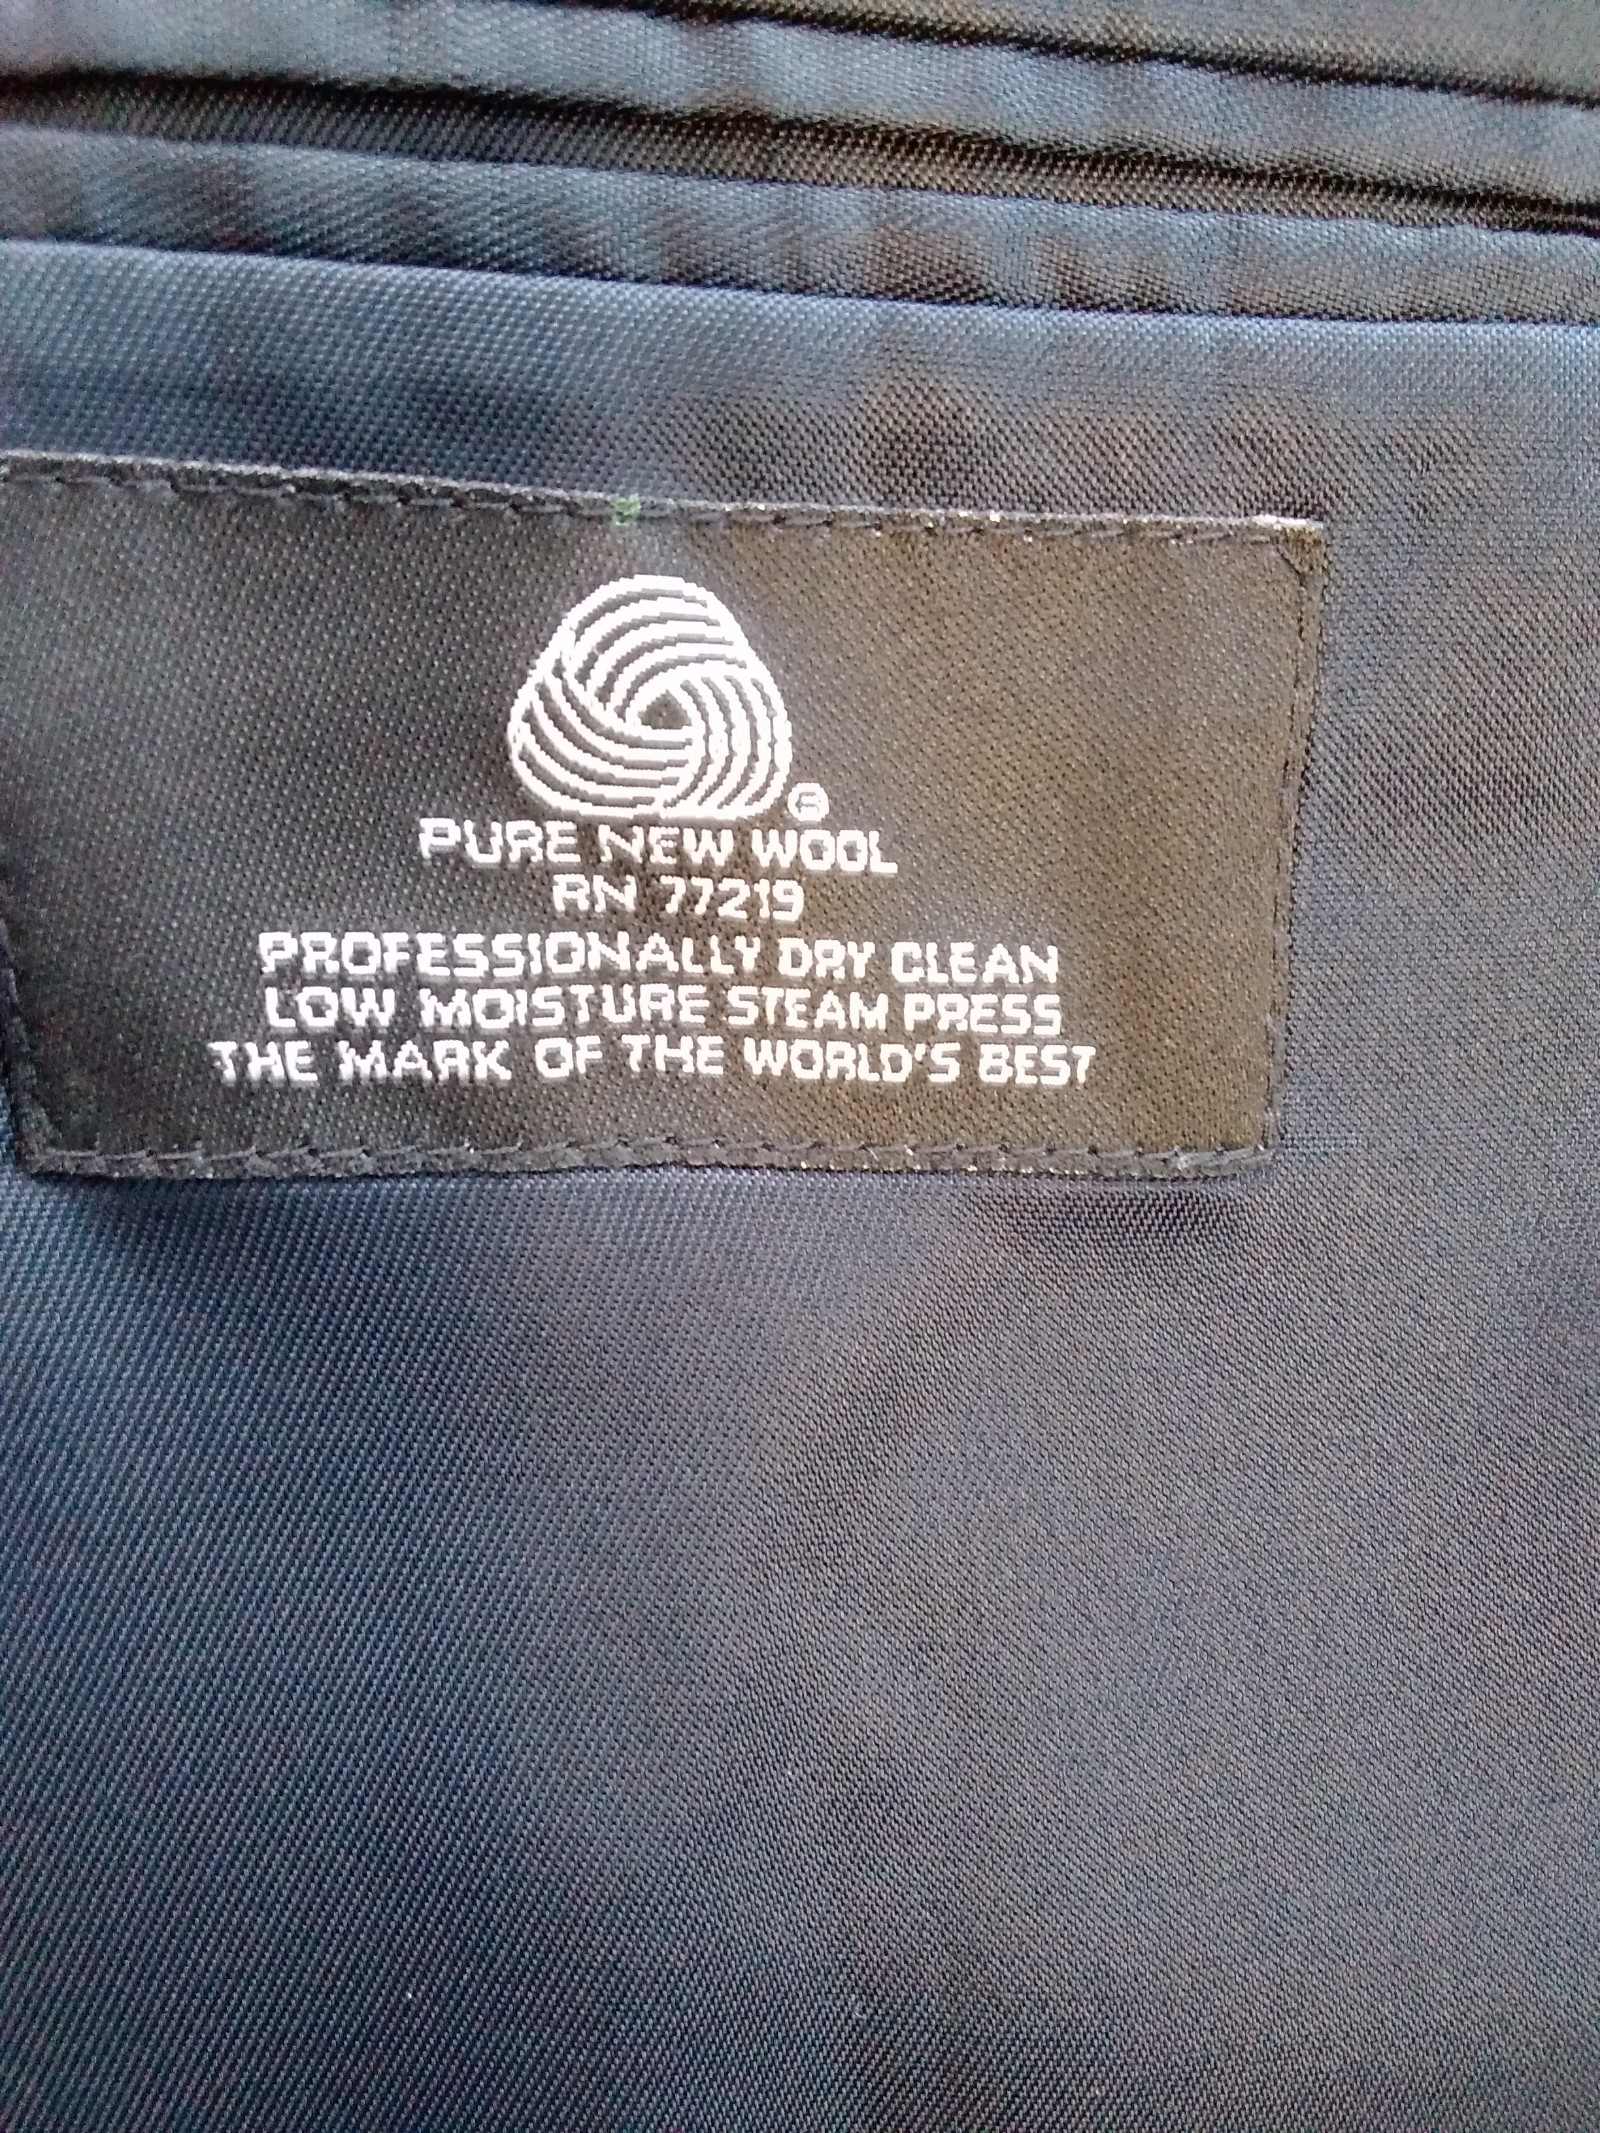 ®
PURE NEW WOOL
RN 77219
PROFESSIONALLY DRY CLEAN
LOW MOISTURE STEAM PRESS
THE MARK OF THE WORLD'S BEST